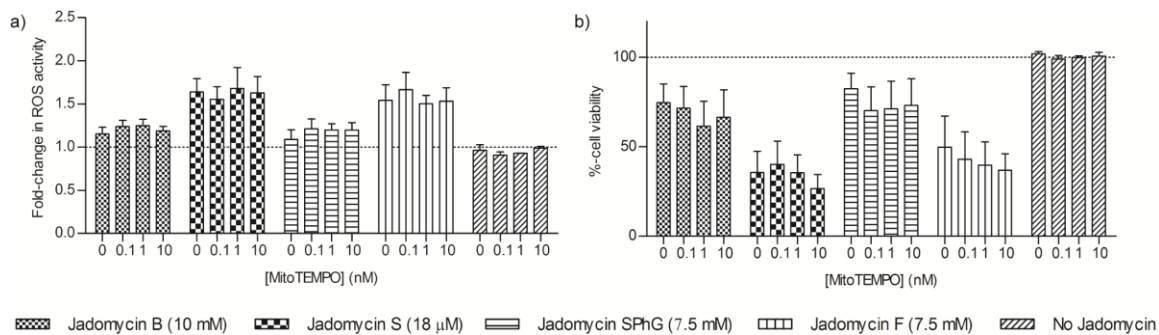 a)
Fold-change in ROS activity
2.5
2.0
1.5
1.0
0.5
0.0
0 0.1 1 10 0 0.1 1 10 0 0.1 1 10 0 0.1 1 10 0 0.1 1 10
[MitoTEMPO] (nM)
b)
%-cell viability
100
50
0
0 0.1 1 10 0 0.1 1 10 0 0.1 1 10 0 0.1 1 10 0 0.1 1 10
[MitoTEMPO] (nM)
Jadomycin B (10 mM) Jadomycin S (18 μM) Jadomycin SPhG (7.5 mM) Jadomycin F (7.5 mM) No Jadomycin